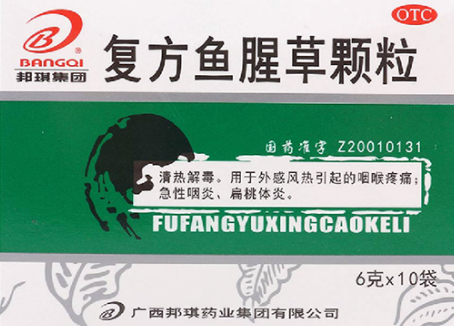 OTC
BANGQI
®
邦琪集团
复方鱼腥草颗粒
国药准字 Z20010131
清热解毒。用于外感风热引起的咽喉疼痛；
急性咽炎、扁桃体炎。
FUFANGYUXINGCAOKELI
6克x10袋
广西邦琪药业集团有限公司